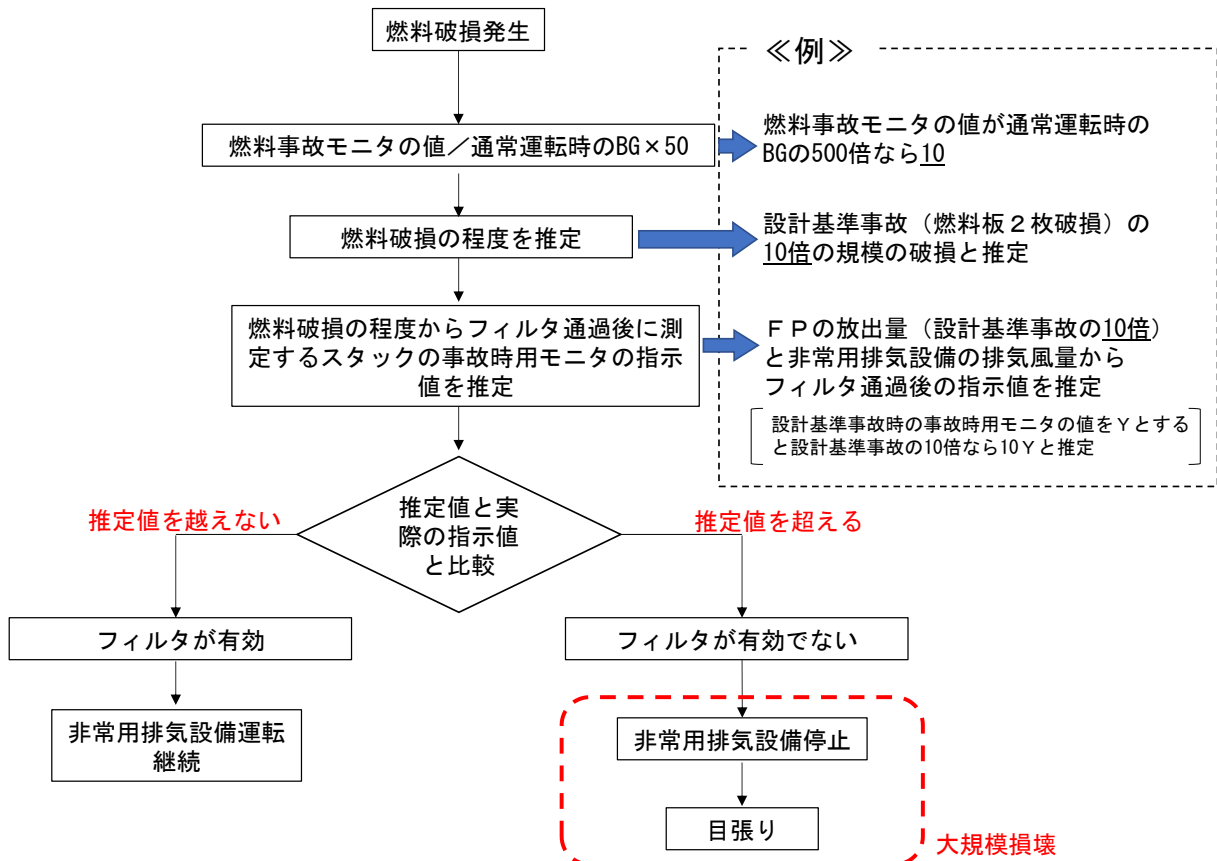 燃料破損発生
≪例≫
燃料事故モニタの値／通常運転時のBG×50
燃料事故モニタの値が通常運転時の
BGの500倍なら10
燃料破損の程度を推定
設計基準事故（燃料板２枚破損）の
10倍の規模の破損と推定
燃料破損の程度からフィルタ通過後に測
定するスタックの事故時用モニタの指示
値を推定
ＦＰの放出量（設計基準事故の10倍）
と非常用排気設備の排気風量から
フィルタ通過後の指示値を推定
設計基準事故時の事故時用モニタの値をＹとする
と設計基準事故の10倍なら10Ｙと推定
推定値と実
際の指示値
と比較
推定値を越えない
推定値を超える
フィルタが有効
フィルタが有効でない
非常用排気設備運転
継続
非常用排気設備停止
目張り
大規模損壊